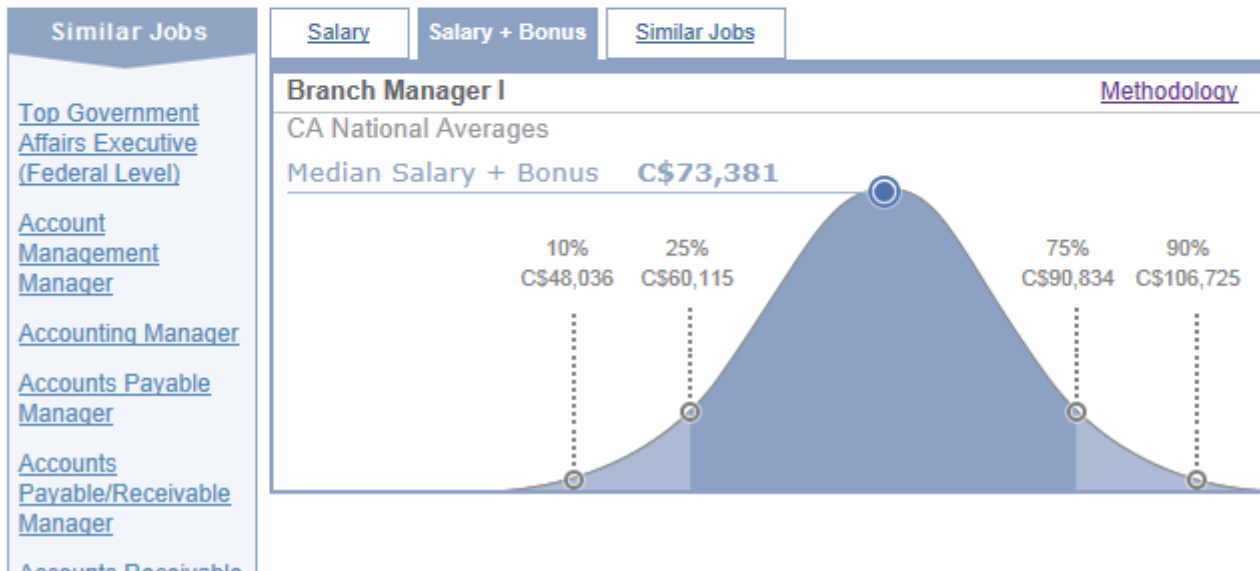 Similar Jobs
Top Government
Affairs Executive
(Federal Level)
Account
Management
Manager
Accounting Manager
Accounts Payable
Manager
Accounts
Payable/Receivable
Manager
Accounts Receivable
Salary
Salary + Bonus
Similar Jobs
Branch Manager I
Methodology
CA National Averages
Median Salary + Bonus C$73,381
10% 25% 75% 90%
C$48,036 C$60,115 C$90,834 C$106,725